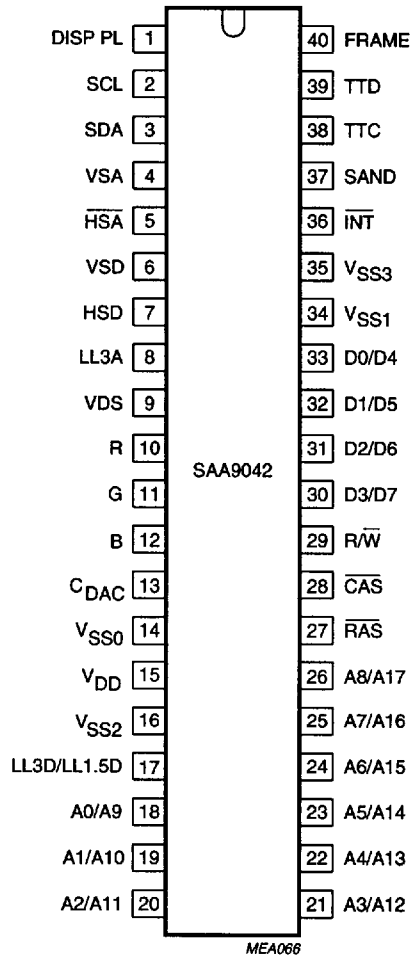 DISP PL 1
40 FRAME
SCL 2
39 TTD
SDA 3
38 TTC
VSA 4
37 SAND
H̅S̅A̅ 5
36 I̅N̅T̅
VSD 6
35 VSS3
HSD 7
34 VSS1
LL3A 8
33 D0/D4
VDS 9
32 D1/D5
R 10
31 D2/D6
SAA9042
G 11
30 D3/D7
B 12
29 R/W̅
CDAC 13
28 C̅A̅S̅
VSS0 14
27 R̅A̅S̅
VDD 15
26 A8/A17
VSS2 16
25 A7/A16
LL3D/LL1.5D 17
24 A6/A15
A0/A9 18
23 A5/A14
A1/A10 19
22 A4/A13
A2/A11 20
21 A3/A12
MEA066